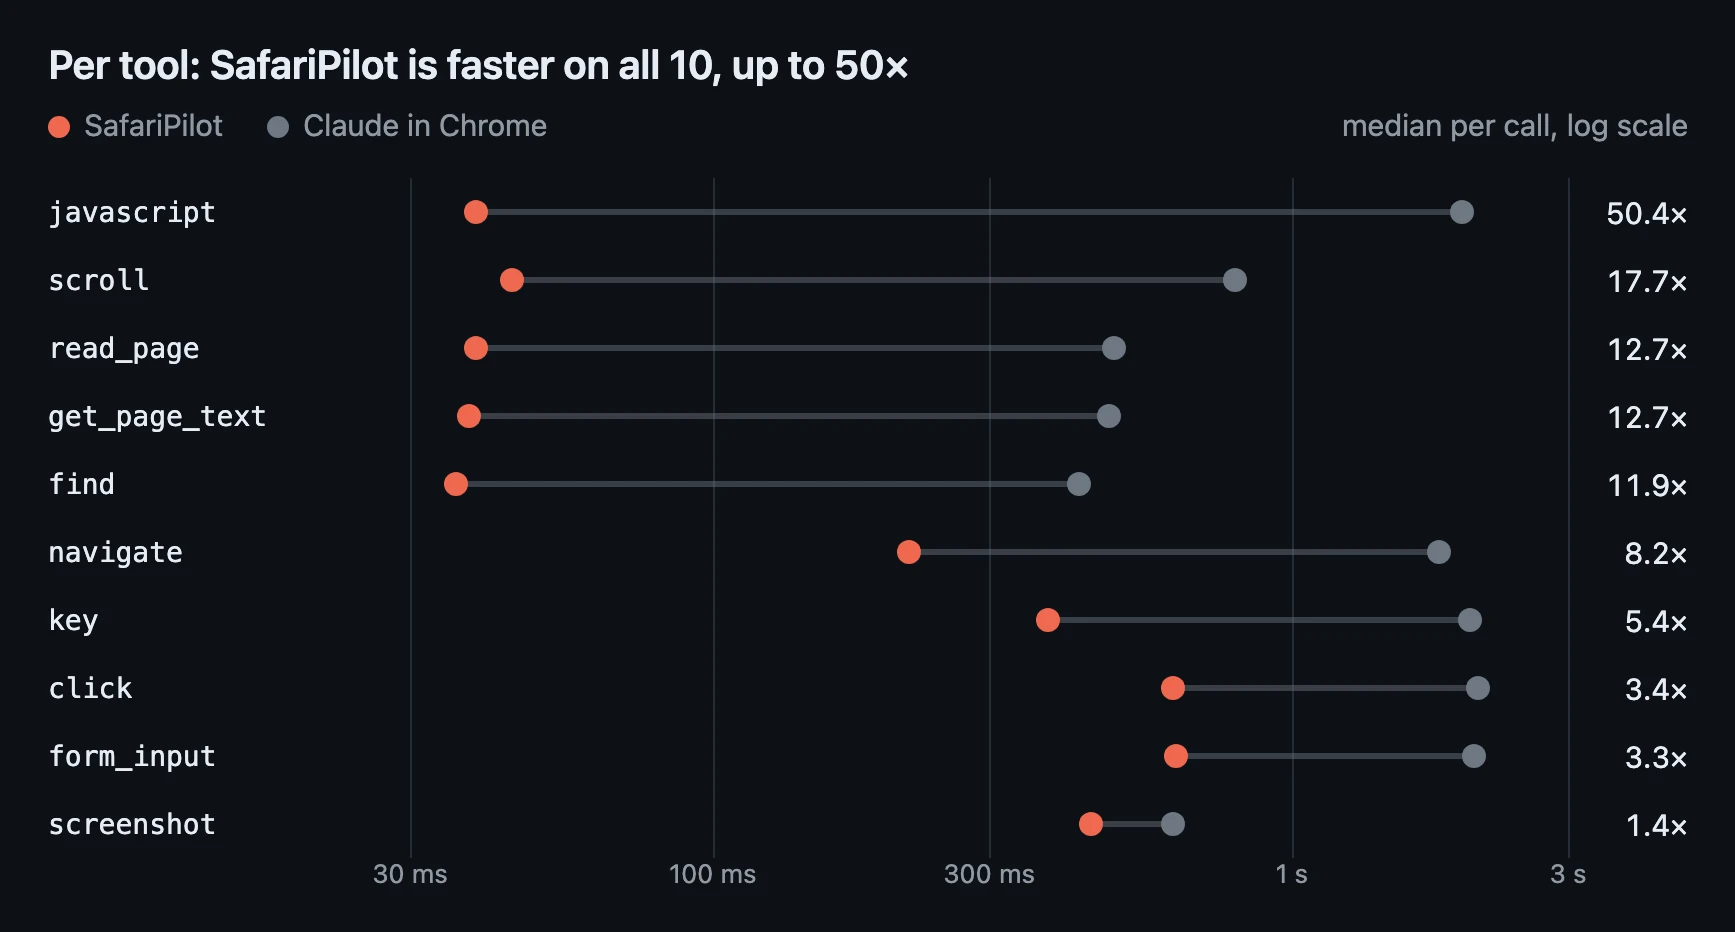 Per tool: SafariPilot is faster on all 10, up to 50×
SafariPilot Claude in Chrome median per call, log scale
javascript 50.4×
scroll 17.7×
read_page 12.7×
get_page_text 12.7×
find 11.9×
navigate 8.2×
key 5.4×
click 3.4×
form_input 3.3×
screenshot 1.4×
30 ms 100 ms 300 ms 1 s 3 s